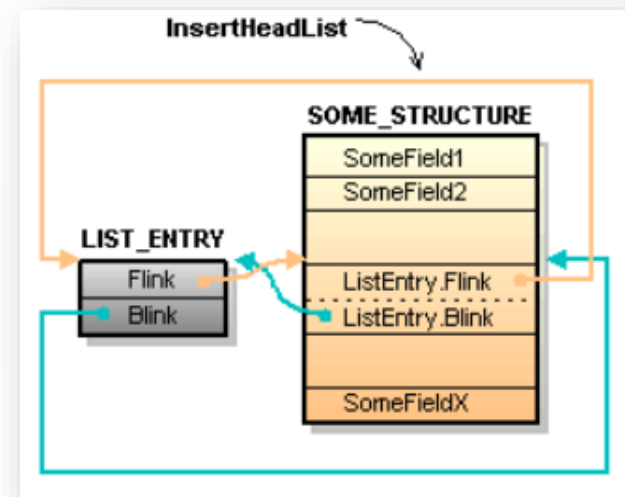 InsertHeadList
SOME_STRUCTURE
SomeField1
SomeField2
LIST_ENTRY
Flink
ListEntry.Flink
Blink
ListEntry.Blink
SomeFieldX